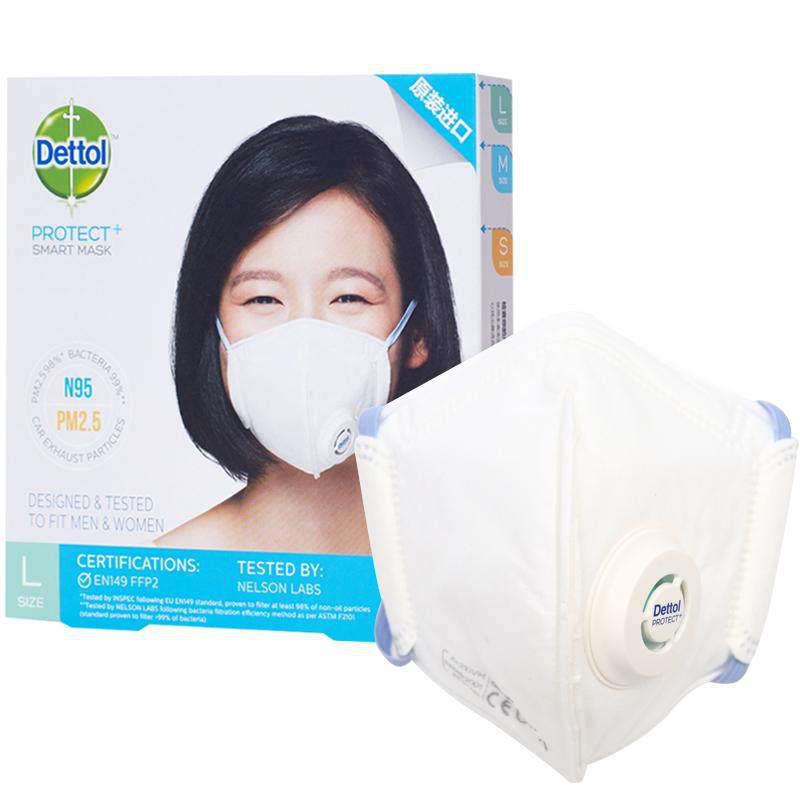 原装进口
Dettol™
PROTECT+
SMART MASK
PM2.5 98%* BACTERIA 99%**
N95
PM2.5
CAR EXHAUST PARTICLES
DESIGNED & TESTED
TO FIT MEN & WOMEN
L
SIZE
CERTIFICATIONS:
EN149 FFP2
TESTED BY:
NELSON LABS
*Tested by INSPEC following EU EN149 standard, proven to filter at least 98% of non-oil particles
**Tested by NELSON LABS following bacteria filtration efficiency method as per ASTM F2101
(standard proven to filter >99% of bacteria)
L
SIZE
M
SIZE
S
SIZE
Dettol
PROTECT+
CE